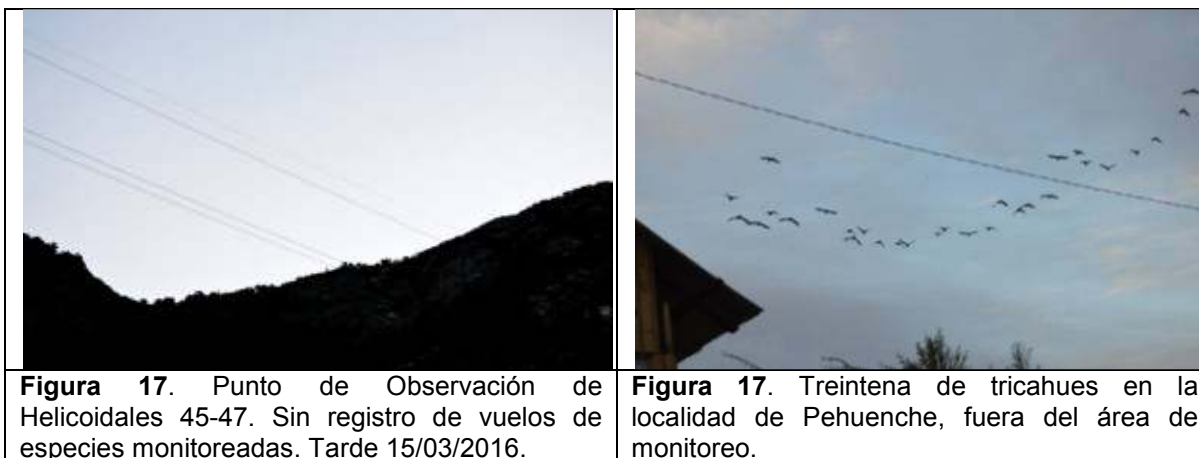 Figura 17. Punto de Observación de
Helicoidales 45-47. Sin registro de vuelos de
especies monitoreadas. Tarde 15/03/2016.
Figura 17. Treintena de tricahues en la
localidad de Pehuenche, fuera del área de
monitoreo.